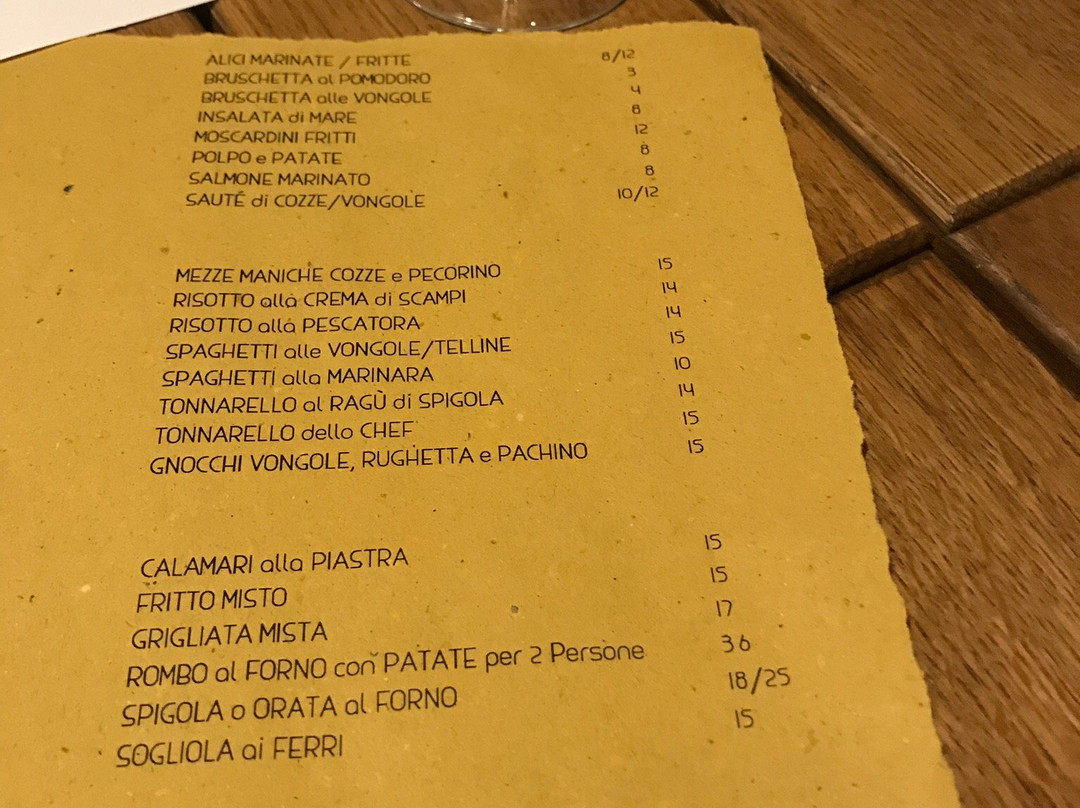 ALICI MARINATE / FRITTE 8/12
BRUSCHETTA al POMODORO 3
BRUSCHETTA alle VONGOLE 4
INSALATA di MARE 8
MOSCARDINI FRITTI 12
POLPO e PATATE 8
SALMONE MARINATO 8
SAUTÉ di COZZE/VONGOLE 10/12
MEZZE MANICHE COZZE e PECORINO 15
RISOTTO alla CREMA di SCAMPI 14
RISOTTO alla PESCATORA 14
SPAGHETTI alle VONGOLE/TELLINE 15
SPAGHETTI alla MARINARA 10
TONNARELLO al RAGÙ di SPIGOLA 14
TONNARELLO dello CHEF 15
GNOCCHI VONGOLE, RUGHETTA e PACHINO 15
CALAMARI alla PIASTRA 15
FRITTO MISTO 15
GRIGLIATA MISTA 17
ROMBO al FORNO con PATATE per 2 Persone 36
SPIGOLA o ORATA al FORNO 18/25
SOGLIOLA ai FERRI 15